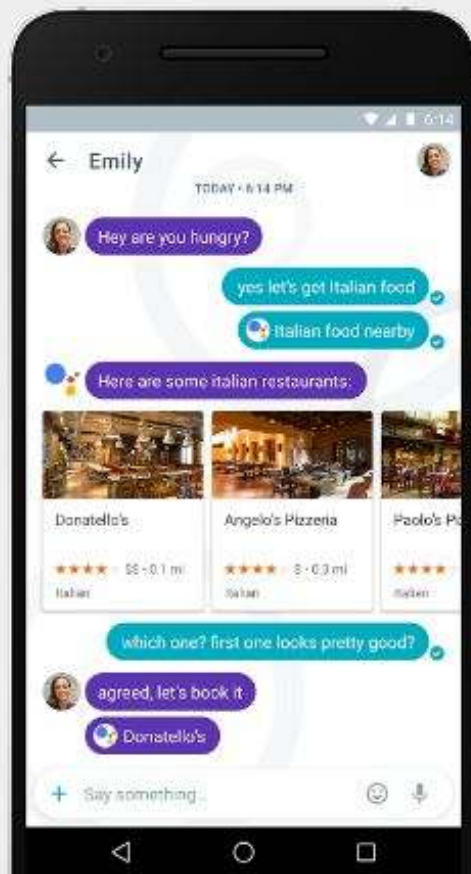 6:14
Emily
TODAY • 6:14 PM
Hey are you hungry?
yes let's get Italian food
Italian food nearby
Here are some italian restaurants:
Donatello's
Angelo's Pizzeria
Paolo's
$$ - 0.1 mi
$ - 0.3 mi
Italian
Italian
Italian
which one? first one looks pretty good?
agreed, let's book it
Donatello's
Say something...